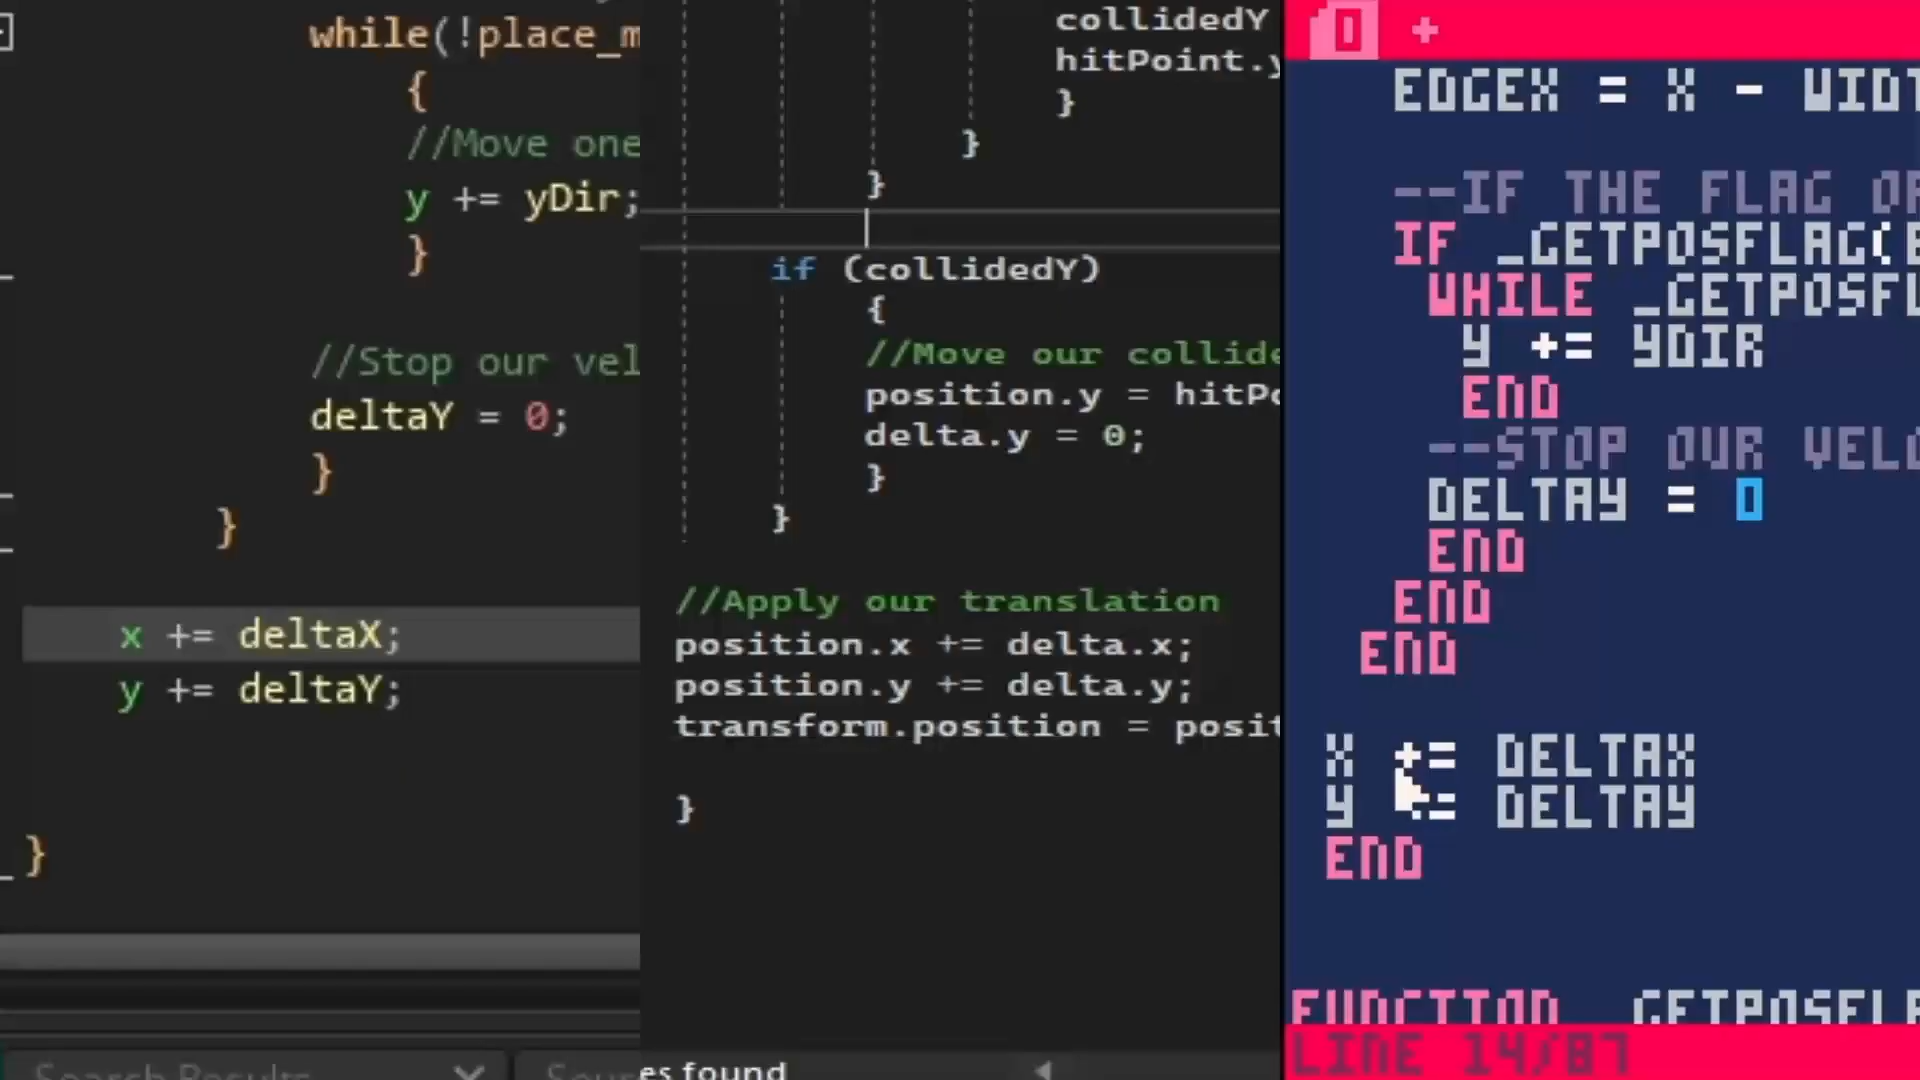 while(!place_m
{
//Move one
y += yDir;
}
//Stop our vel
deltaY = 0;
}
}
x += deltaX;
y += deltaY;
}
Search Results
collidedY
hitPoint.y
}
}
}
if (collidedY)
{
//Move our collide
position.y = hitPo
delta.y = 0;
}
}
//Apply our translation
position.x += delta.x;
position.y += delta.y;
transform.position = posit
}
es found
0 +
EDGEX = X - WIDT
--IF THE FLAG OF
IF _GETPOSFLAG(E
WHILE _GETPOSFL
Y += YDIR
END
--STOP OUR VELO
DELTAY = 0
END
END
END
X += DELTAX
Y += DELTAY
END
FUNCTION _GETPOSFLA
LINE 14/87